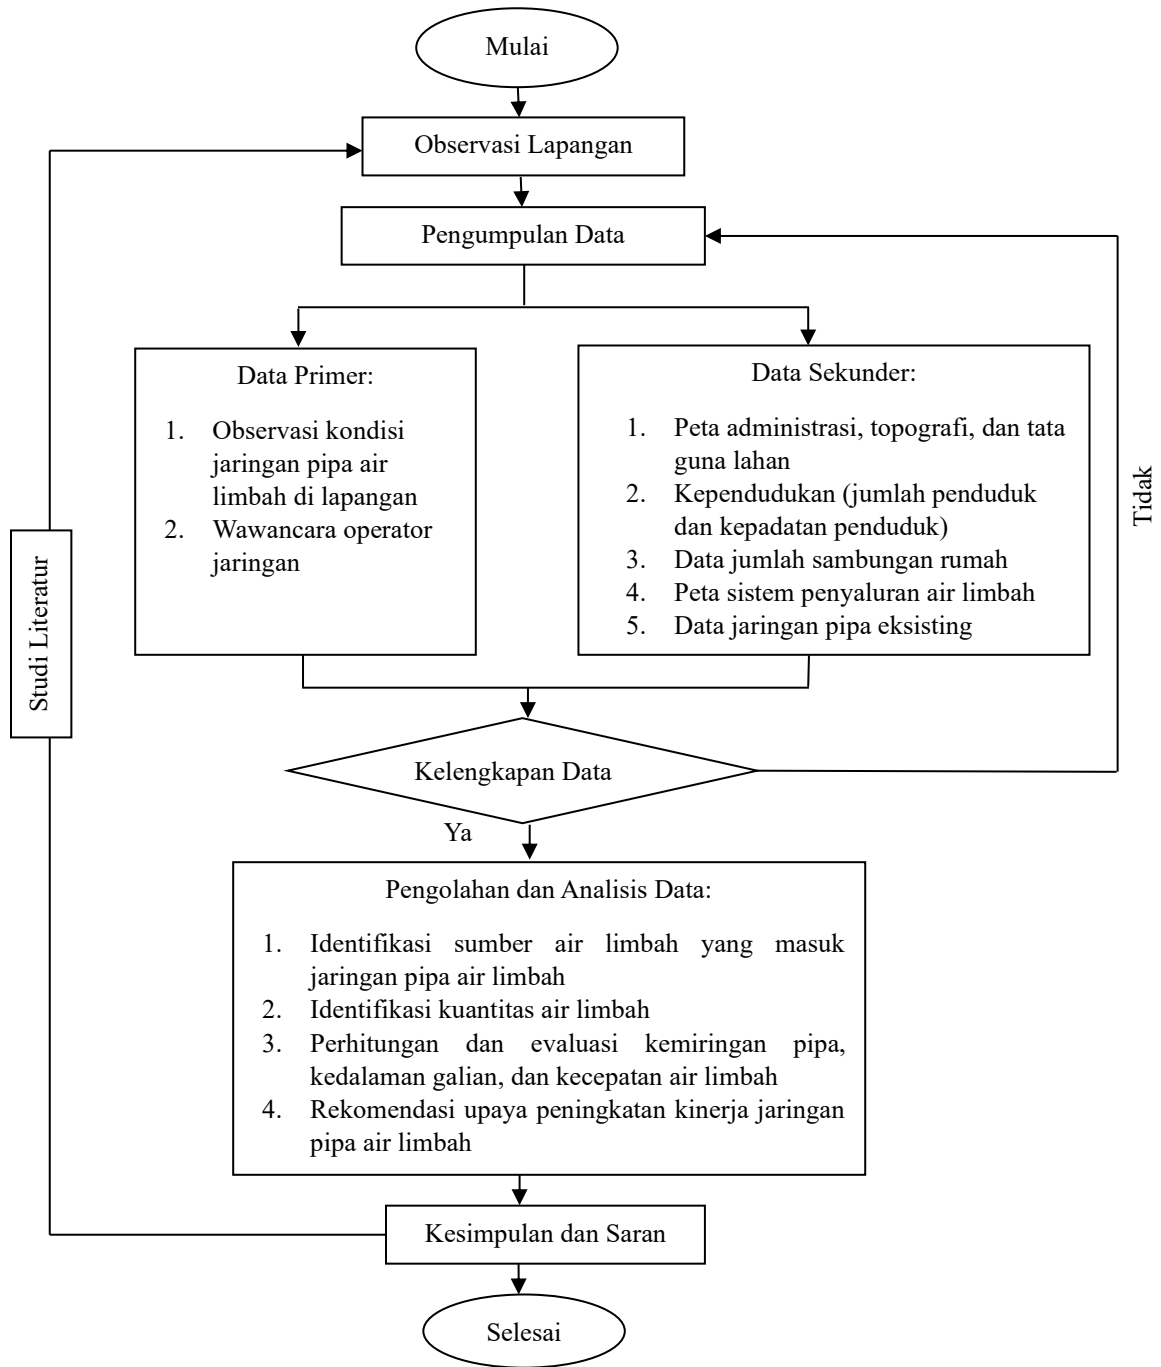 Mulai
Observasi Lapangan
Pengumpulan Data
Data Primer:
1. Observasi kondisi
jaringan pipa air
limbah di lapangan
2. Wawancara operator
jaringan
Data Sekunder:
1. Peta administrasi, topografi, dan tata
guna lahan
2. Kependudukan (jumlah penduduk
dan kepadatan penduduk)
3. Data jumlah sambungan rumah
4. Peta sistem penyaluran air limbah
5. Data jaringan pipa eksisting
Tidak
Studi Literatur
Kelengkapan Data
Ya
Pengolahan dan Analisis Data:
1. Identifikasi sumber air limbah yang masuk
jaringan pipa air limbah
2. Identifikasi kuantitas air limbah
3. Perhitungan dan evaluasi kemiringan pipa,
kedalaman galian, dan kecepatan air limbah
4. Rekomendasi upaya peningkatan kinerja jaringan
pipa air limbah
Kesimpulan dan Saran
Selesai